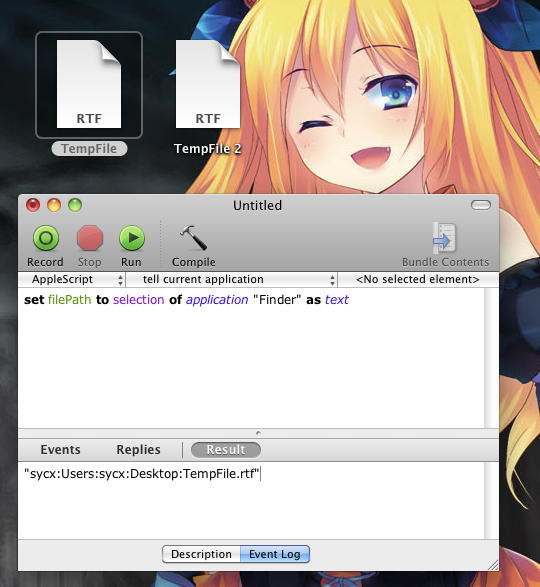 RTF RTF
TempFile TempFile 2
Untitled
Record Stop Run Compile Bundle Contents
AppleScript tell current application <No selected element>
set filePath to selection of application "Finder" as text
Events Replies Result
"sycx:Users:sycx:Desktop:TempFile.rtf"
Description Event Log